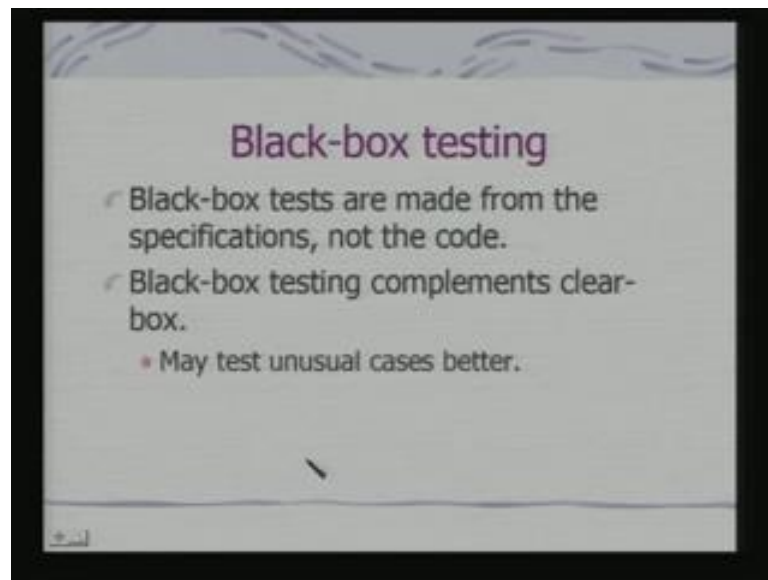 Black-box testing
Black-box tests are made from the
specifications, not the code.
Black-box testing complements clear-
box.
May test unusual cases better.